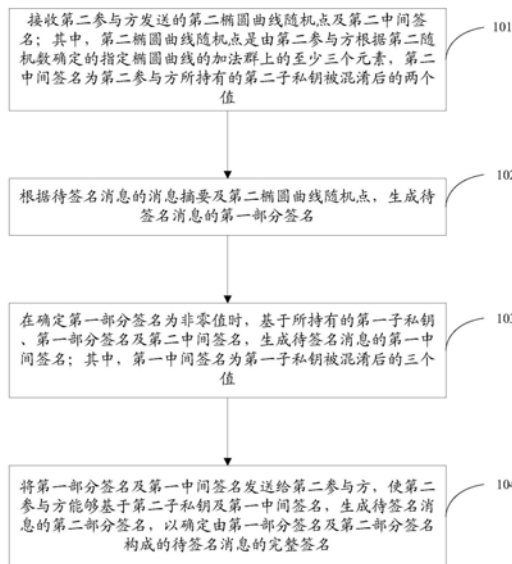 接收第二参与方发送的第二椭圆曲线随机点及第二中间签
名；其中，第二椭圆曲线随机点是由第二参与方根据第二随
机数确定的指定椭圆曲线的加法群上的至少三个元素，第二
中间签名为第二参与方所持有的第二子私钥被混淆后的两个
值
101
根据待签名消息的消息摘要及第二椭圆曲线随机点，生成待
签名消息的第一部分签名
102
在确定第一部分签名为非零值时，基于所持有的第一子私钥
、第一部分签名及第二中间签名，生成待签名消息的第一中
间签名；其中，第一中间签名为第一子私钥被混淆后的三个
值
103
将第一部分签名及第一中间签名发送给第二参与方，使第二
参与方能够基于第二子私钥及第一中间签名，生成待签名消
息的第二部分签名，以确定由第一部分签名及第二部分签名
构成的待签名消息的完整签名
104